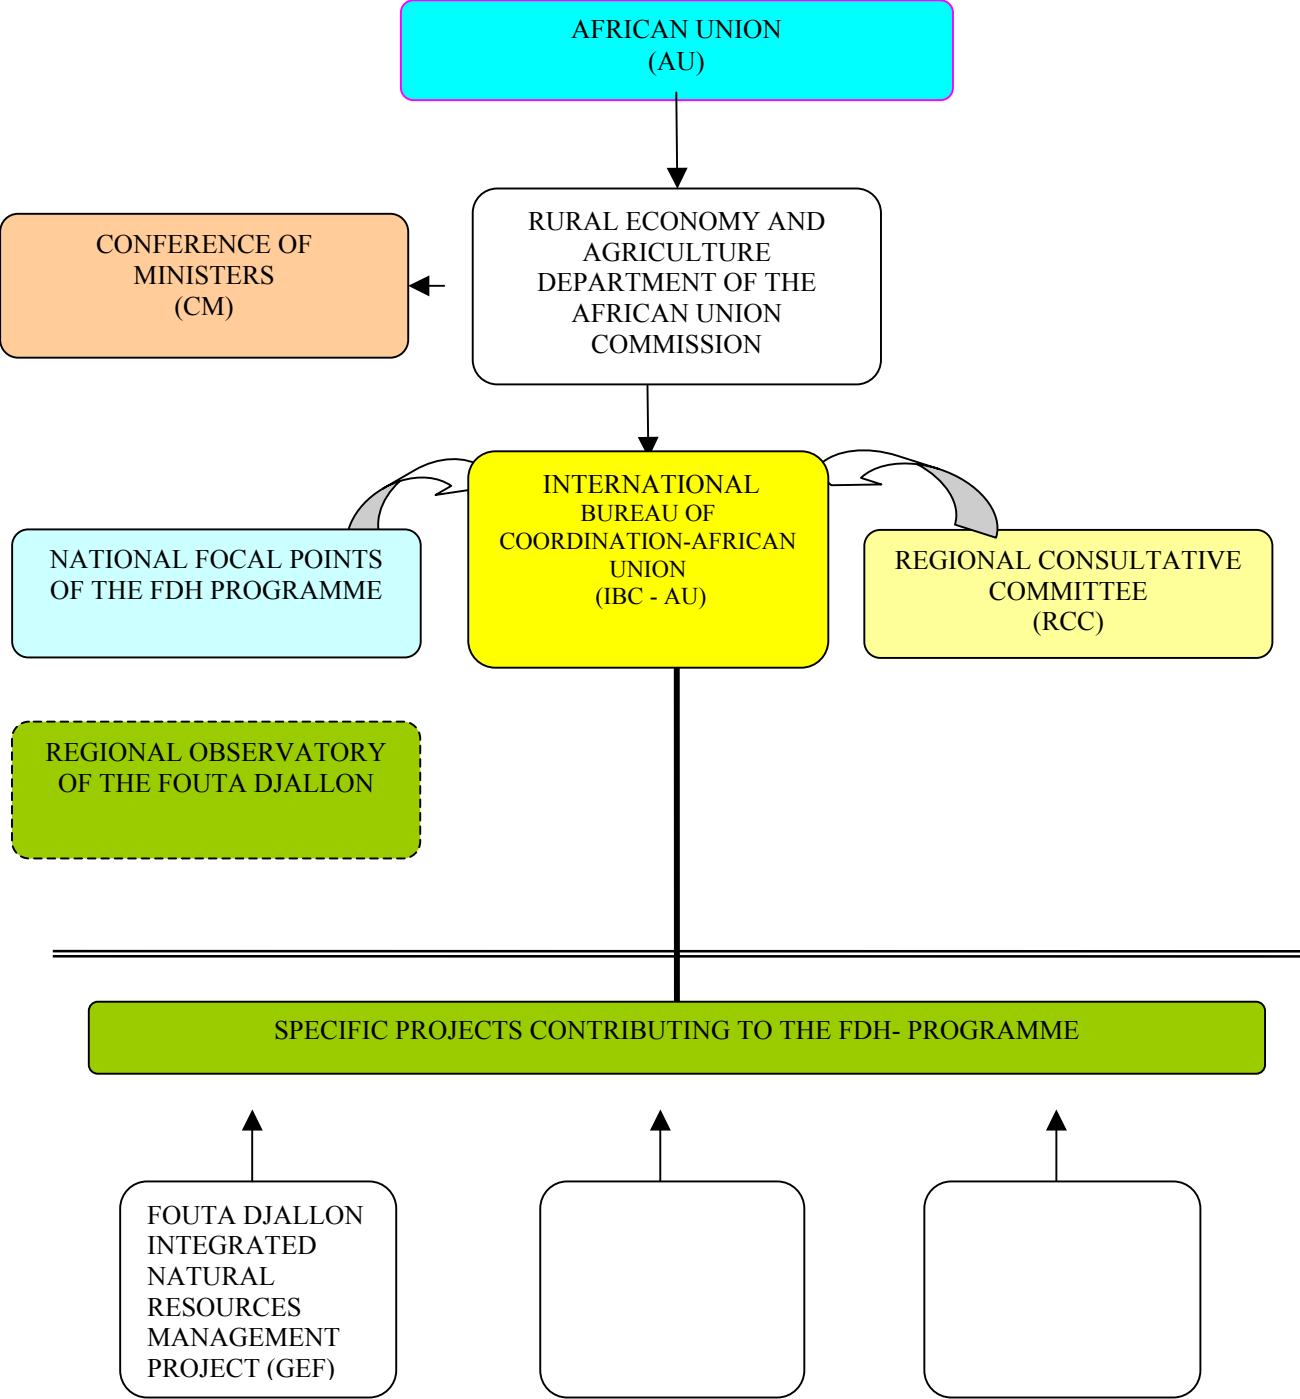 AFRICAN UNION
(AU)
RURAL ECONOMY AND
AGRICULTURE
DEPARTMENT OF THE
AFRICAN UNION
COMMISSION
CONFERENCE OF
MINISTERS
(CM)
INTERNATIONAL
BUREAU OF
COORDINATION-AFRICAN
UNION
(IBC - AU)
NATIONAL FOCAL POINTS
OF THE FDH PROGRAMME
REGIONAL CONSULTATIVE
COMMITTEE
(RCC)
REGIONAL OBSERVATORY
OF THE FOUTA DJALLON
SPECIFIC PROJECTS CONTRIBUTING TO THE FDH- PROGRAMME
FOUTA DJALLON
INTEGRATED
NATURAL
RESOURCES
MANAGEMENT
PROJECT (GEF)